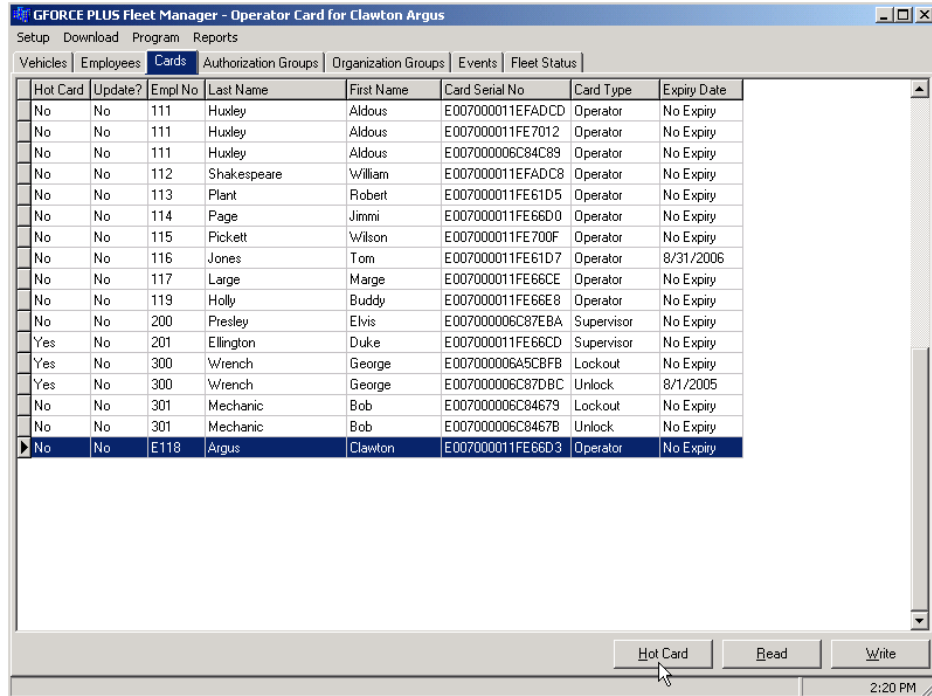 GFORCE PLUS Fleet Manager - Operator Card for Clawton Argus
Setup Download Program Reports
Vehicles Employees Cards Authorization Groups Organization Groups Events Fleet Status
Hot Card Update? Empl No Last Name First Name Card Serial No Card Type Expiry Date
No No 111 Huxley Aldous E007000011EFADCD Operator No Expiry
No No 111 Huxley Aldous E007000011FE7012 Operator No Expiry
No No 111 Huxley Aldous E007000006C84C89 Operator No Expiry
No No 112 Shakespeare William E007000011EFADC8 Operator No Expiry
No No 113 Plant Robert E007000011FE61D5 Operator No Expiry
No No 114 Page Jimmi E007000011FE66D0 Operator No Expiry
No No 115 Pickett Wilson E007000011FE700F Operator No Expiry
No No 116 Jones Tom E007000011FE61D7 Operator 8/31/2006
No No 117 Large Marge E007000011FE66CE Operator No Expiry
No No 119 Holly Buddy E007000011FE66E8 Operator No Expiry
No No 200 Presley Elvis E007000006C87EBA Supervisor No Expiry
Yes No 201 Ellington Duke E007000011FE66CD Supervisor No Expiry
Yes No 300 Wrench George E007000006A5CBFB Lockout No Expiry
Yes No 300 Wrench George E007000006C87DBC Unlock 8/1/2005
No No 301 Mechanic Bob E007000006C84679 Lockout No Expiry
No No 301 Mechanic Bob E007000006C8467B Unlock No Expiry
No No E118 Argus Clawton E007000011FE66D3 Operator No Expiry
Hot Card Read Write
2:20 PM